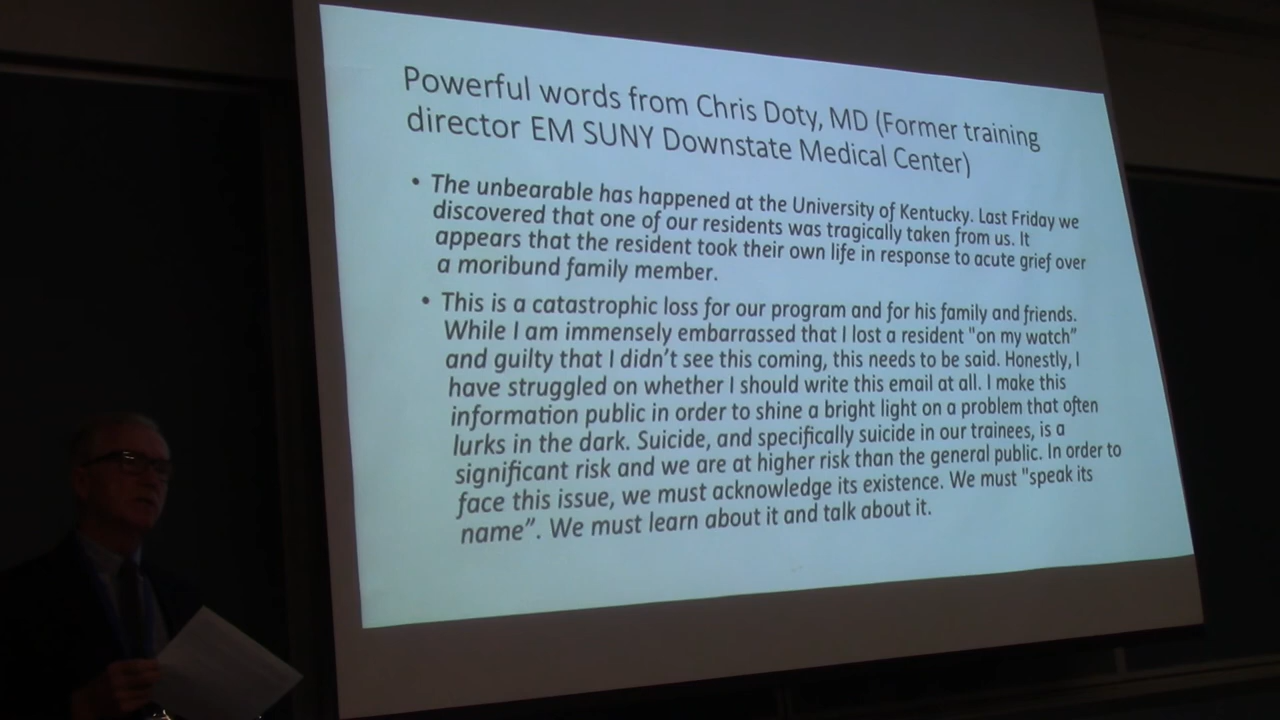 Powerful words from Chris Doty, MD (Former training
director EM SUNY Downstate Medical Center)
• The unbearable has happened at the University of Kentucky. Last Friday we
discovered that one of our residents was tragically taken from us. It
appears that the resident took their own life in response to acute grief over
a moribund family member.
• This is a catastrophic loss for our program and for his family and friends.
While I am immensely embarrassed that I lost a resident "on my watch”
and guilty that I didn’t see this coming, this needs to be said. Honestly, I
have struggled on whether I should write this email at all. I make this
information public in order to shine a bright light on a problem that often
lurks in the dark. Suicide, and specifically suicide in our trainees, is a
significant risk and we are at higher risk than the general public. In order to
face this issue, we must acknowledge its existence. We must "speak its
name”. We must learn about it and talk about it.